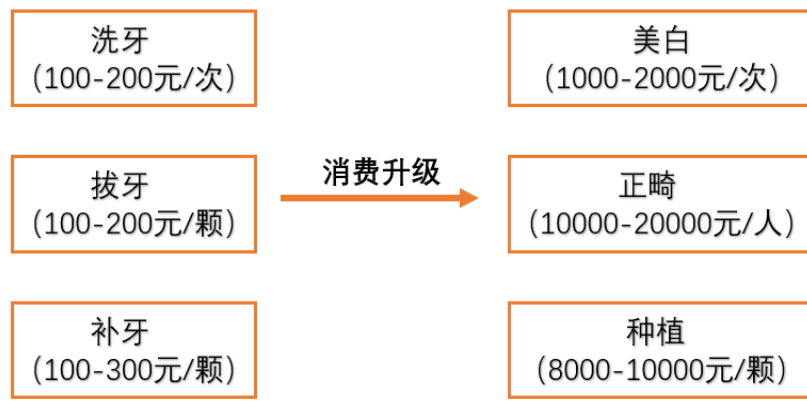 洗牙
(100-200元/次)
美白
(1000-2000元/次)
消费升级
拔牙
(100-200元/颗)
正畸
(10000-20000元/人)
补牙
(100-300元/颗)
种植
(8000-10000元/颗)